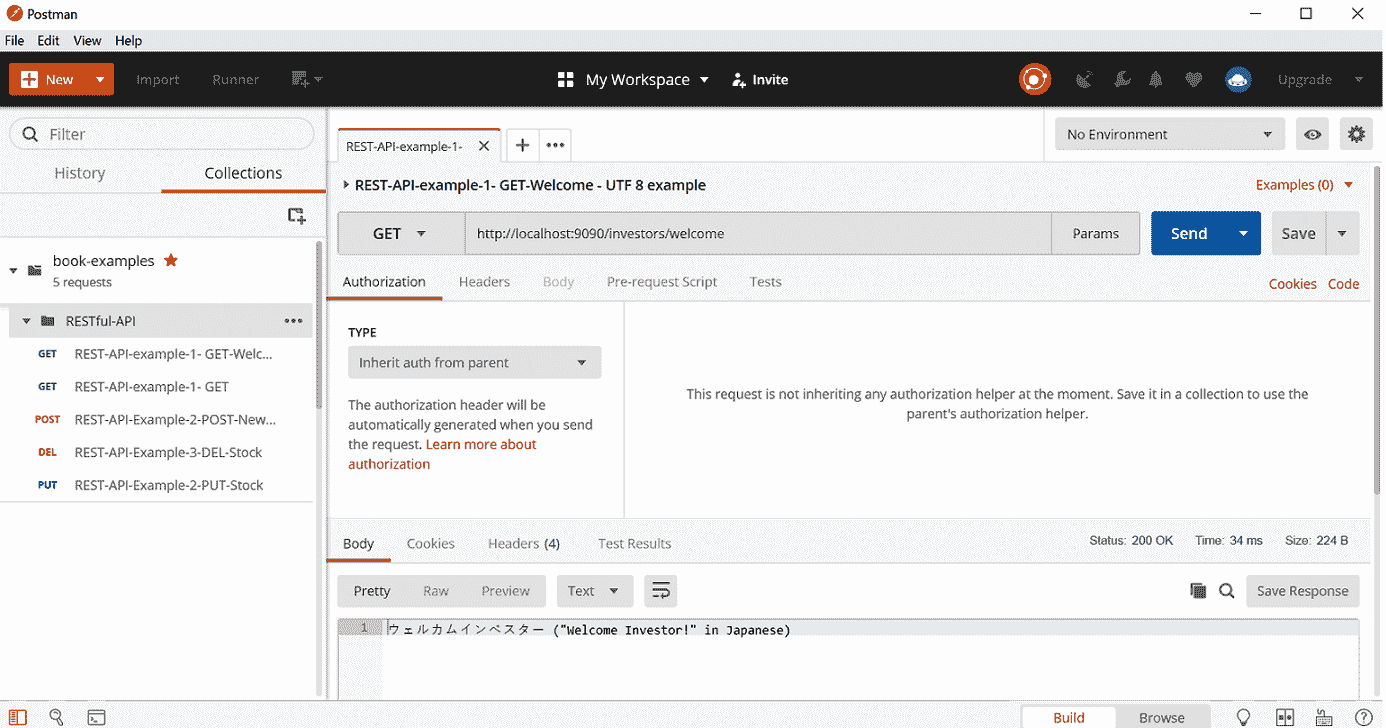 Postman
File Edit View Help
New Import Runner My Workspace Invite Upgrade
Filter
History Collections
book-examples
5 requests
RESTful-API
GET REST-API-example-1- GET-Welc...
GET REST-API-example-1- GET
POST REST-API-Example-2-POST-New...
DEL REST-API-Example-3-DEL-Stock
PUT REST-API-Example-2-PUT-Stock
REST-API-example-1-
No Environment
REST-API-example-1- GET-Welcome - UTF 8 example
Examples (0)
GET http://localhost:9090/investors/welcome Params Send Save
Authorization Headers Body Pre-request Script Tests Cookies Code
TYPE
Inherit auth from parent
The authorization header will be
automatically generated when you send
the request. Learn more about
authorization
This request is not inheriting any authorization helper at the moment. Save it in a collection to use the
parent's authorization helper.
Body Cookies Headers (4) Test Results Status: 200 OK Time: 34 ms Size: 224 B
Pretty Raw Preview Text Save Response
1 ウェルカムインベスター ("Welcome Investor!" in Japanese)
Build Browse